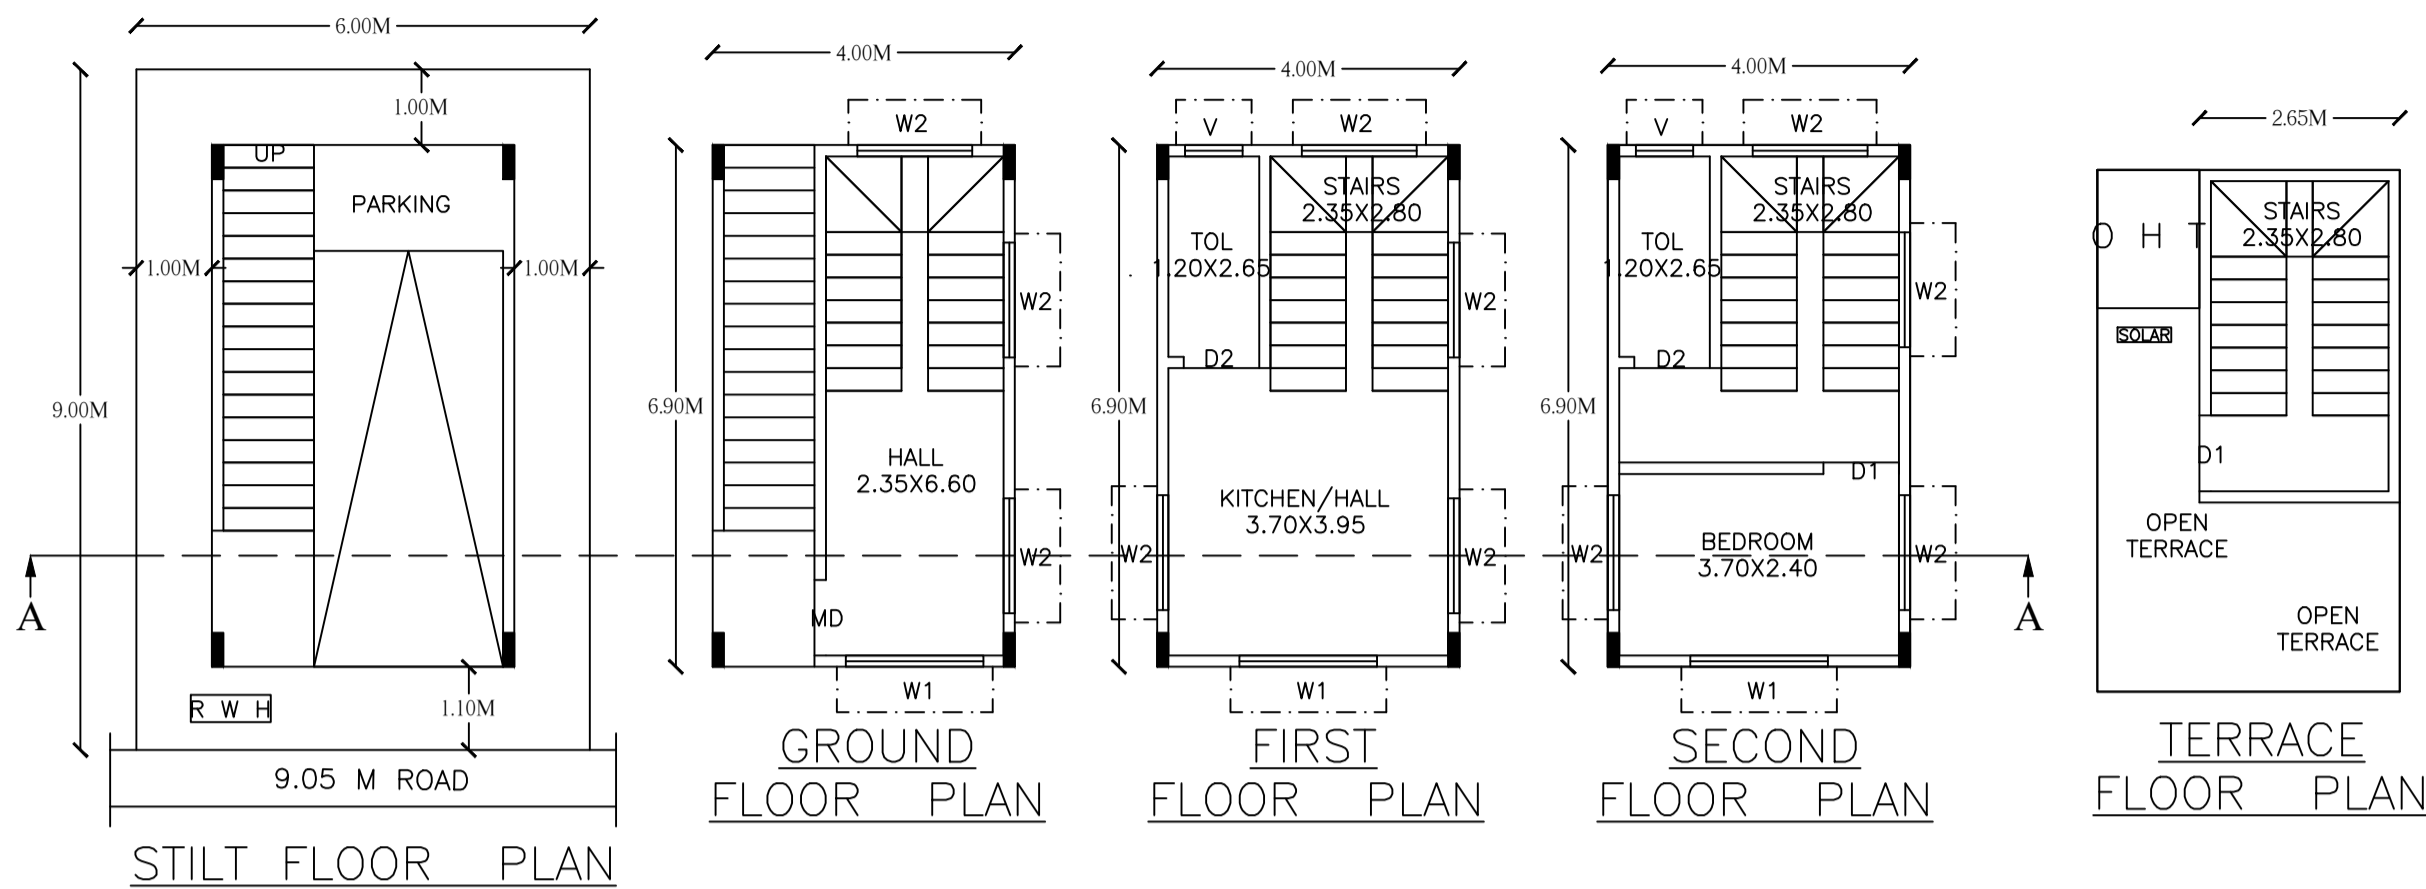 6.00M
1.00M
UP
PARKING
1.00M
1.00M
9.00M
A
R W H
1.10M
9.05 M ROAD
STILT FLOOR PLAN
4.00M
W2
W2
6.90M
HALL
2.35X6.60
W2
MD
W1
GROUND
FLOOR PLAN
4.00M
V
W2
STAIRS
2.35X2.80
TOL
1.20X2.65
W2
D2
6.90M
KITCHEN/HALL
3.70X3.95
W2
W2
W1
FIRST
FLOOR PLAN
4.00M
V
W2
STAIRS
2.35X2.80
TOL
1.20X2.65
W2
D2
6.90M
D1
BEDROOM
3.70X2.40
W2
W2
A
W1
SECOND
FLOOR PLAN
2.65M
STAIRS
2.35X2.80
O H T
SOLAR
D1
OPEN
TERRACE
OPEN
TERRACE
TERRACE
FLOOR PLAN